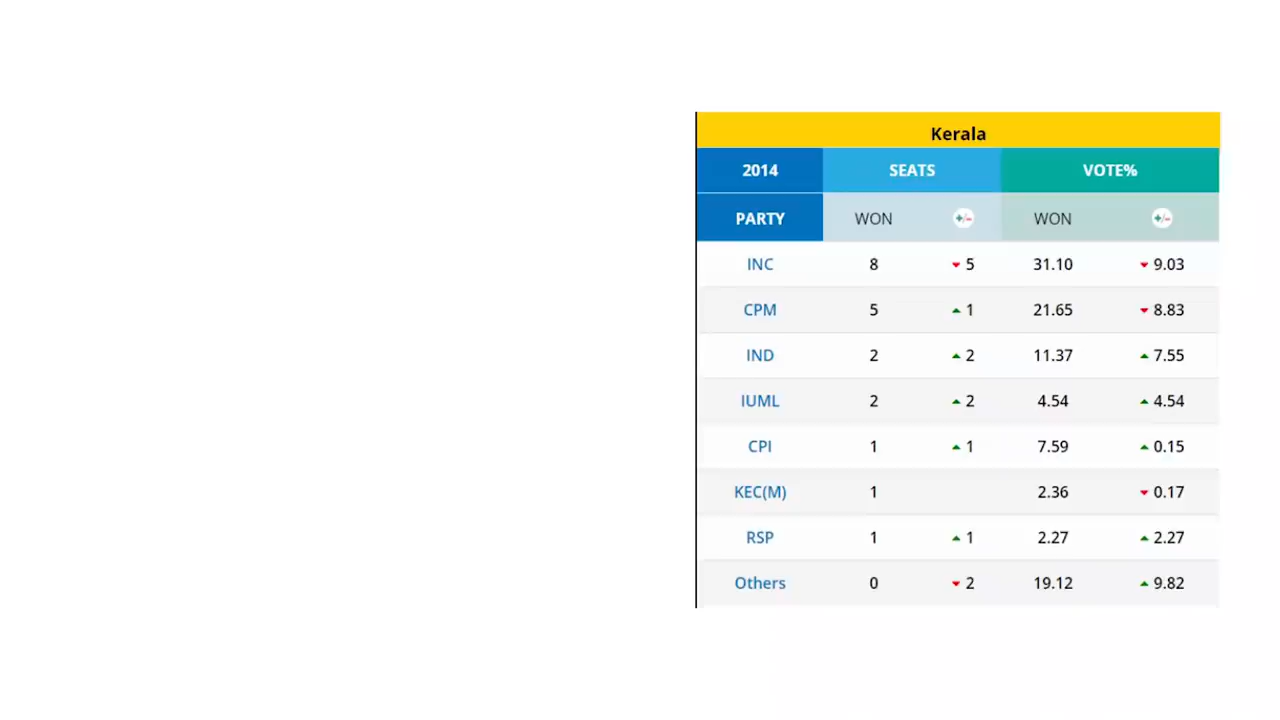 Kerala
2014 SEATS VOTE%
PARTY WON +/- WON +/-
INC 8 5 31.10 9.03
CPM 5 1 21.65 8.83
IND 2 2 11.37 7.55
IUML 2 2 4.54 4.54
CPI 1 1 7.59 0.15
KEC(M) 1 2.36 0.17
RSP 1 1 2.27 2.27
Others 0 2 19.12 9.82